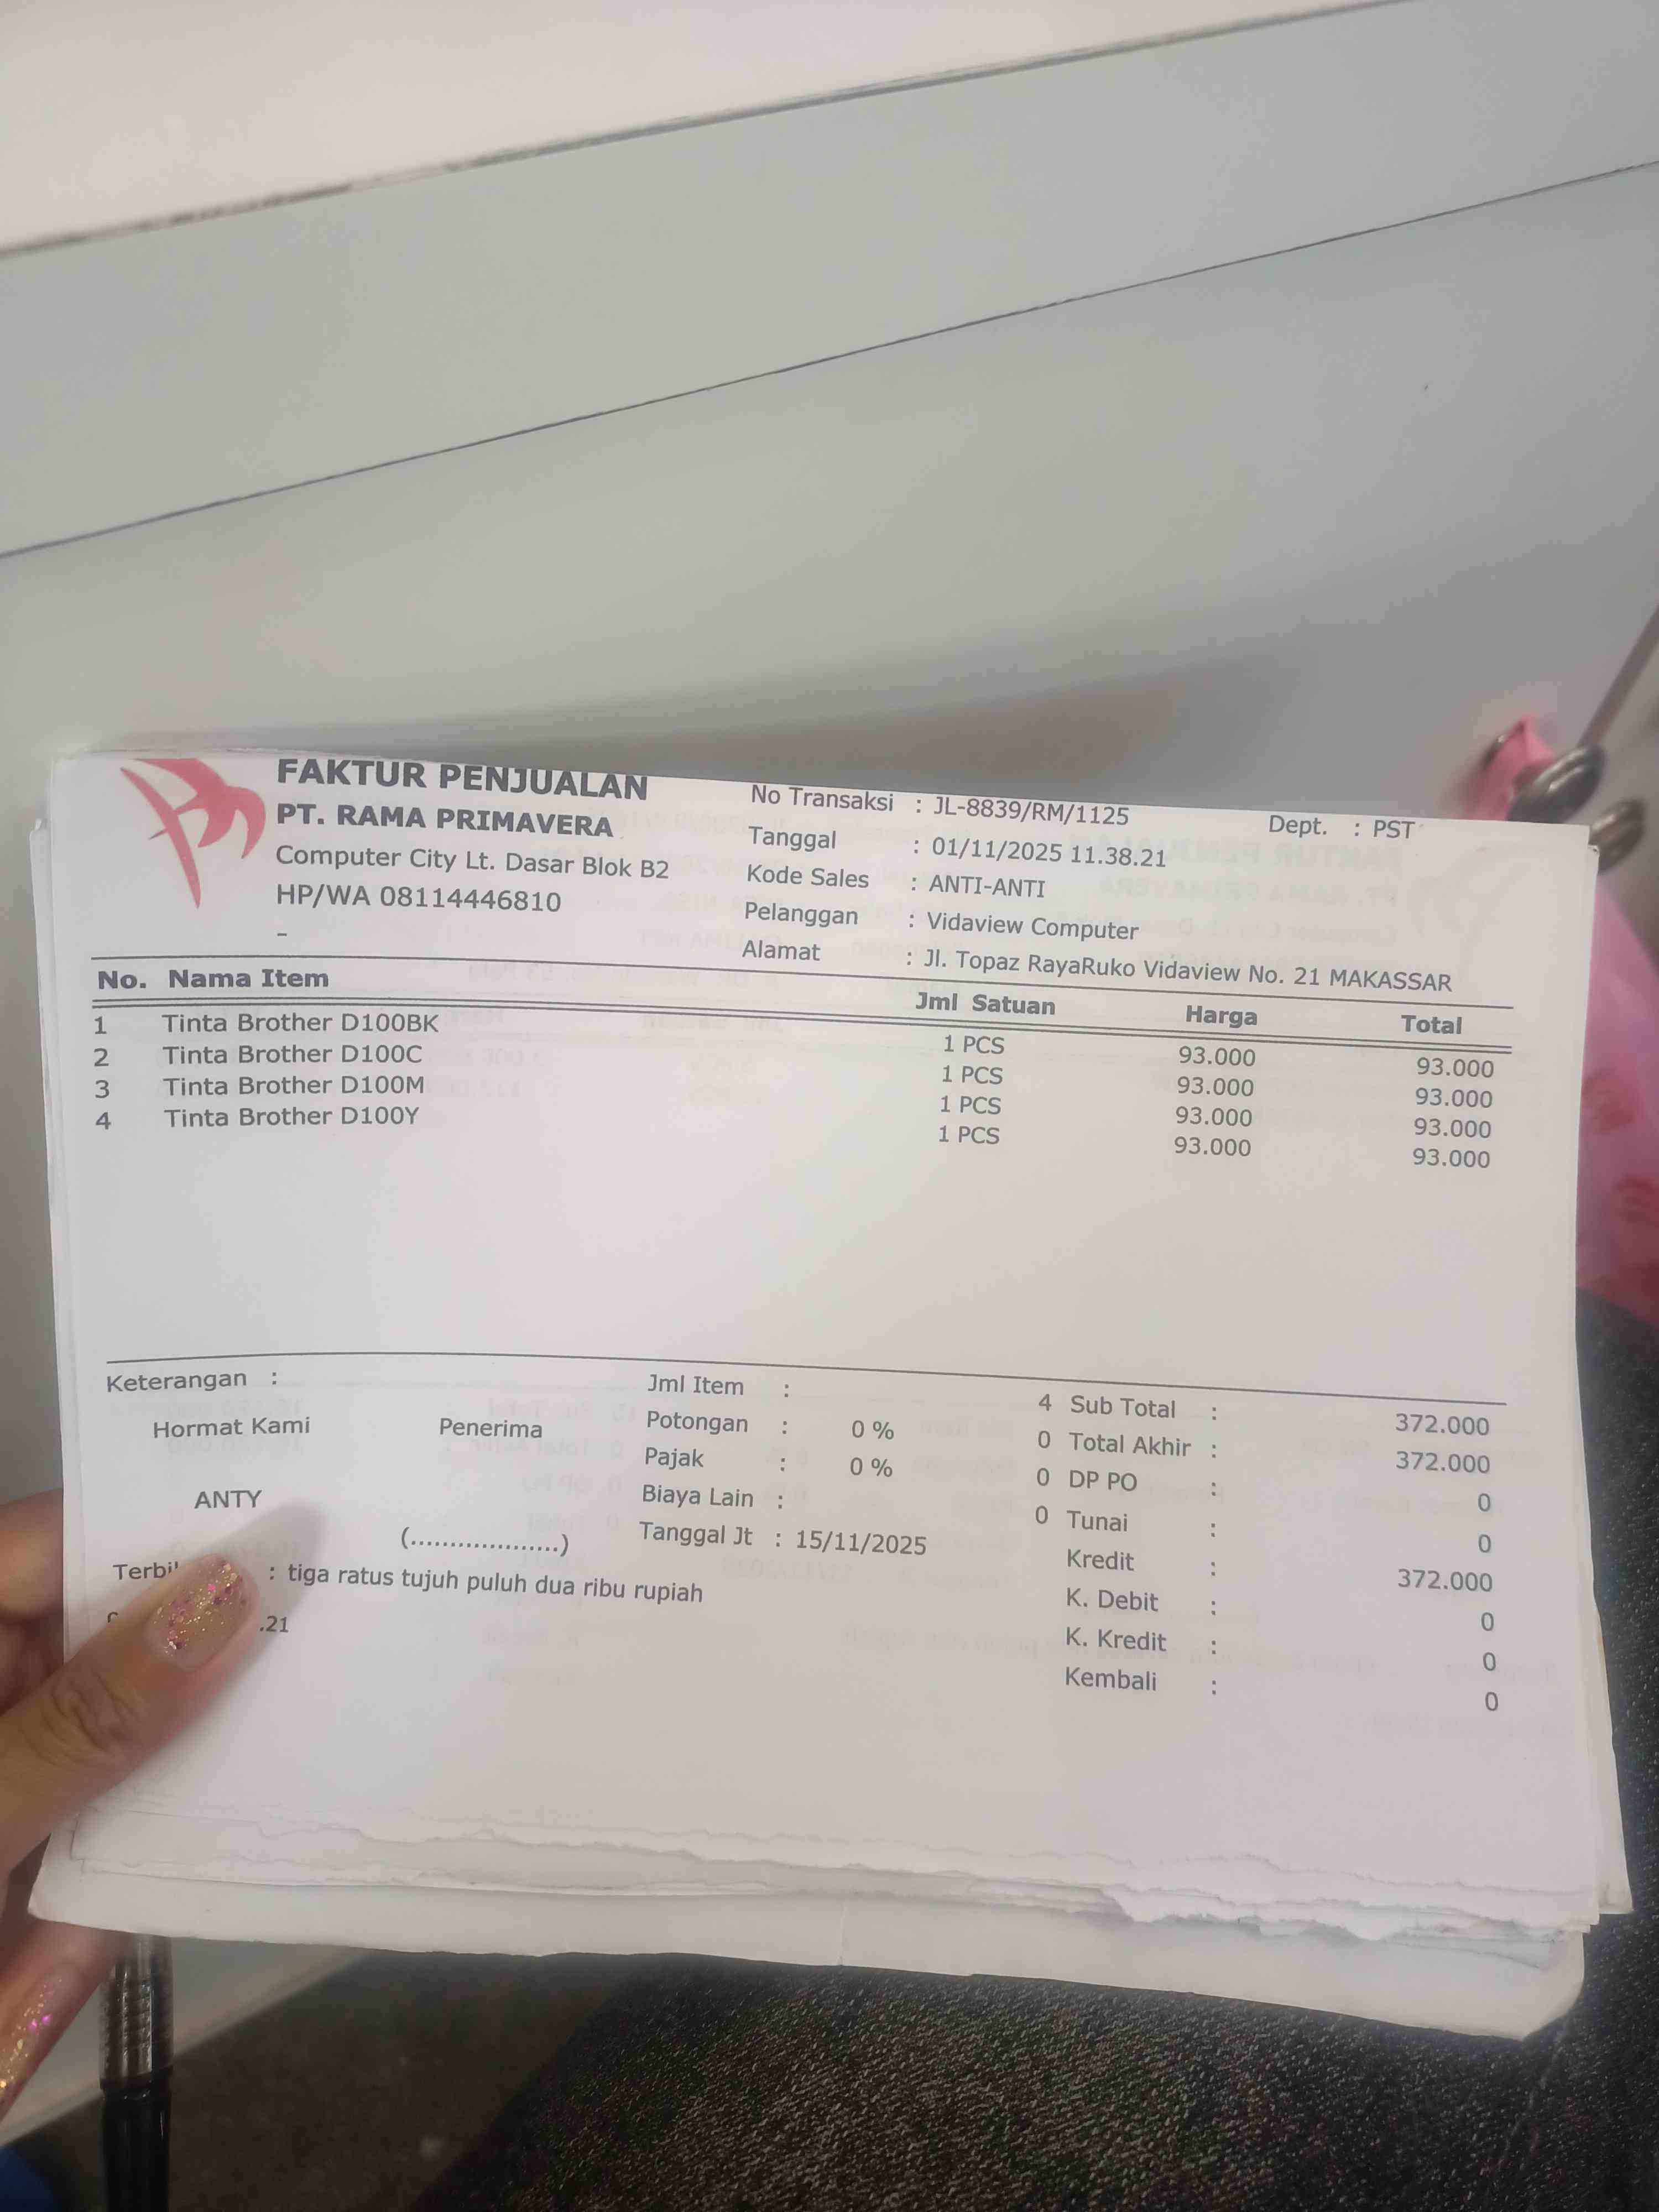 FAKTUR PENJUALAN
PT. RAMA PRIMAVERA
Computer City Lt. Dasar Blok B2
HP/WA 08114446810
-
No Transaksi : JL-8839/RM/1125 Dept. : PST
Tanggal : 01/11/2025 11.38.21
Kode Sales : ANTI-ANTI
Pelanggan : Vidaview Computer
Alamat : Jl. Topaz RayaRuko Vidaview No. 21 MAKASSAR
No. Nama Item Jml Satuan Harga Total
1 Tinta Brother D100BK 1 PCS 93.000 93.000
2 Tinta Brother D100C 1 PCS 93.000 93.000
3 Tinta Brother D100M 1 PCS 93.000 93.000
4 Tinta Brother D100Y 1 PCS 93.000 93.000
Keterangan :
Hormat Kami Penerima
ANTY
(...................)
Jml Item : 4
Potongan : 0 % 0
Pajak : 0 % 0
Biaya Lain : 0
Tanggal Jt : 15/11/2025
Sub Total : 372.000
Total Akhir : 372.000
DP PO : 0
Tunai : 0
Kredit : 372.000
K. Debit : 0
K. Kredit : 0
Kembali : 0
: tiga ratus tujuh puluh dua ribu rupiah
.21